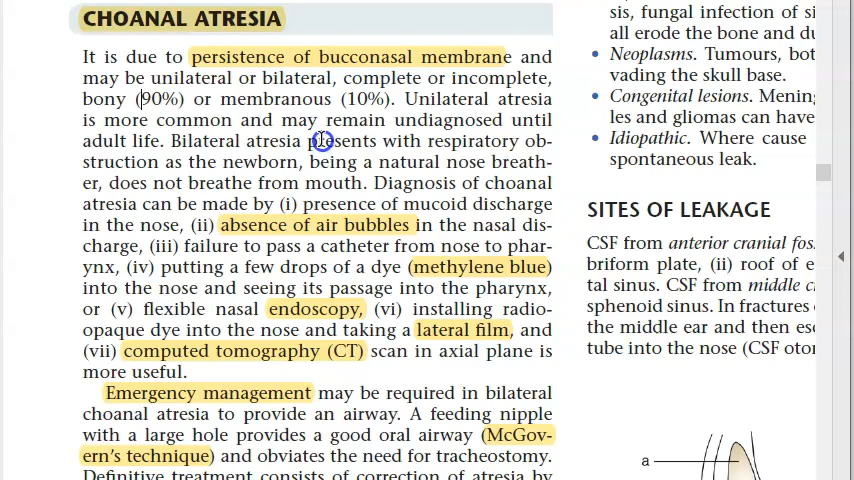 CHOANAL ATRESIA
It is due to persistence of bucconasal membrane and
may be unilateral or bilateral, complete or incomplete,
bony (90%) or membranous (10%). Unilateral atresia
is more common and may remain undiagnosed until
adult life. Bilateral atresia presents with respiratory ob-
struction as the newborn, being a natural nose breath-
er, does not breathe from mouth. Diagnosis of choanal
atresia can be made by (i) presence of mucoid discharge
in the nose, (ii) absence of air bubbles in the nasal dis-
charge, (iii) failure to pass a catheter from nose to phar-
ynx, (iv) putting a few drops of a dye (methylene blue)
into the nose and seeing its passage into the pharynx,
or (v) flexible nasal endoscopy, (vi) installing radio-
opaque dye into the nose and taking a lateral film, and
(vii) computed tomography (CT) scan in axial plane is
more useful.
Emergency management may be required in bilateral
choanal atresia to provide an airway. A feeding nipple
with a large hole provides a good oral airway (McGov-
ern's technique) and obviates the need for tracheostomy.
Definitive treatment consists of correction of atresia by
sis, fungal infection of
all erode the bone and
• Neoplasms. Tumours,
vading the skull base.
• Congenital lesions.
les and gliomas can have
• Idiopathic. Where cause
spontaneous leak.
SITES OF LEAKAGE
CSF from anterior cranial
briform plate, (ii) roof of
tal sinus. CSF from middle
sphenoid sinus. In fractures
the middle ear and then
tube into the nose (CSF
a